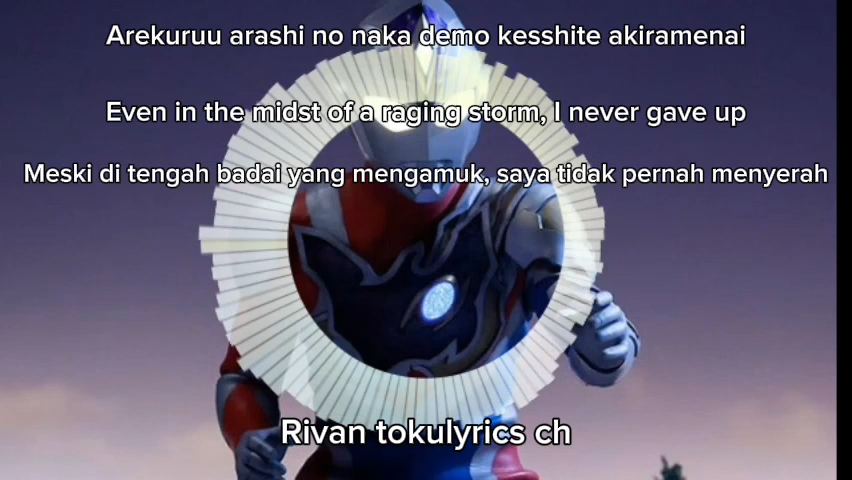 Arekuruu arashi no naka demo kesshite akiramenai
Even in the midst of a raging storm, I never gave up
Meski di tengah badai yang mengamuk, saya tidak pernah menyerah
Rivan tokulyrics ch